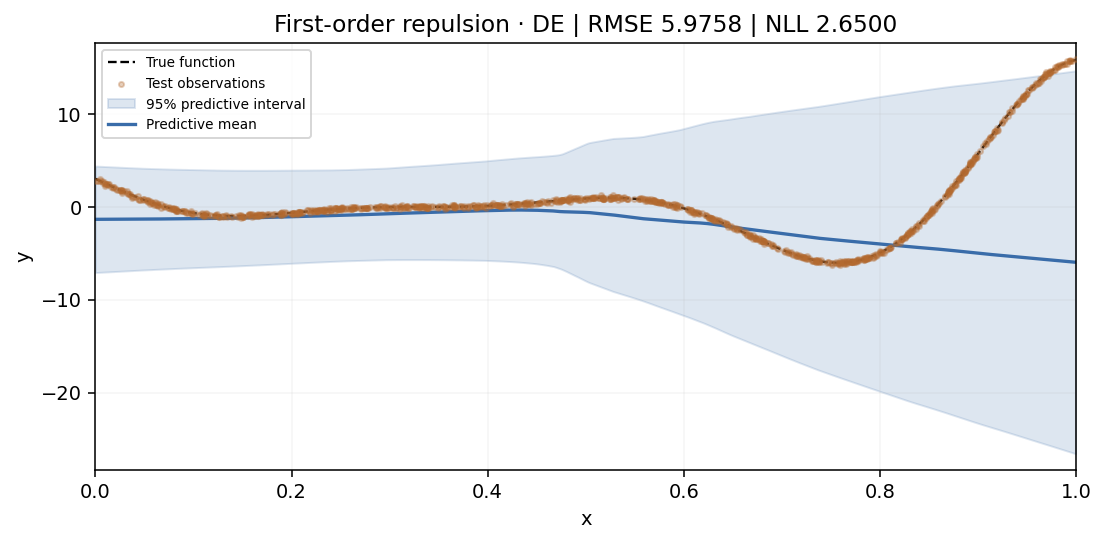 First-order repulsion · DE | RMSE 5.9758 | NLL 2.6500
True function
Test observations
95% predictive interval
Predictive mean
10
0
−10
−20
y
0.0 0.2 0.4 0.6 0.8 1.0
x